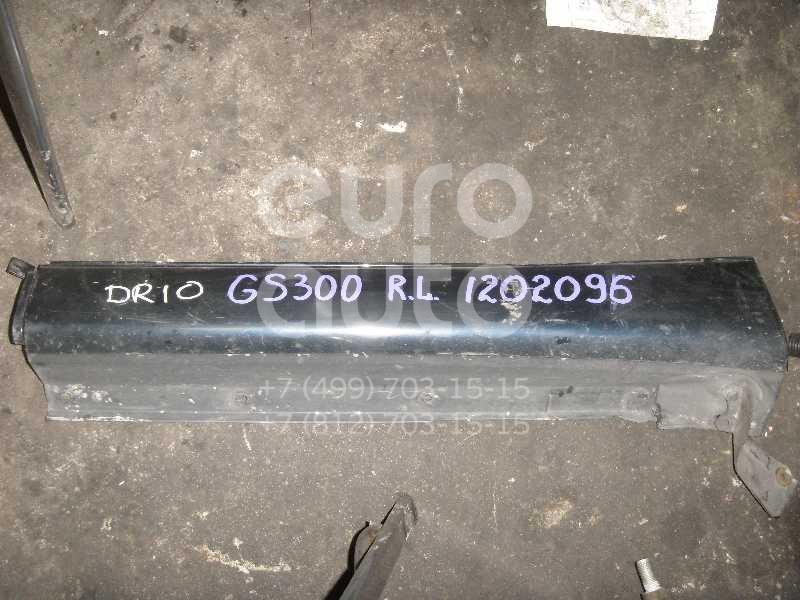 euro
auto
DR10 GS300 R.L. 1202096
+7 (499) 703-15-15
+7 (812) 703-15-15